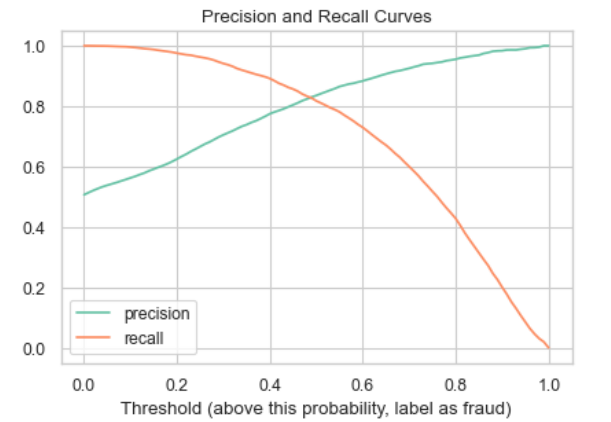 Precision and Recall Curves
1.0
0.8
0.6
0.4
0.2
0.0
precision
recall
0.0 0.2 0.4 0.6 0.8 1.0
Threshold (above this probability, label as fraud)